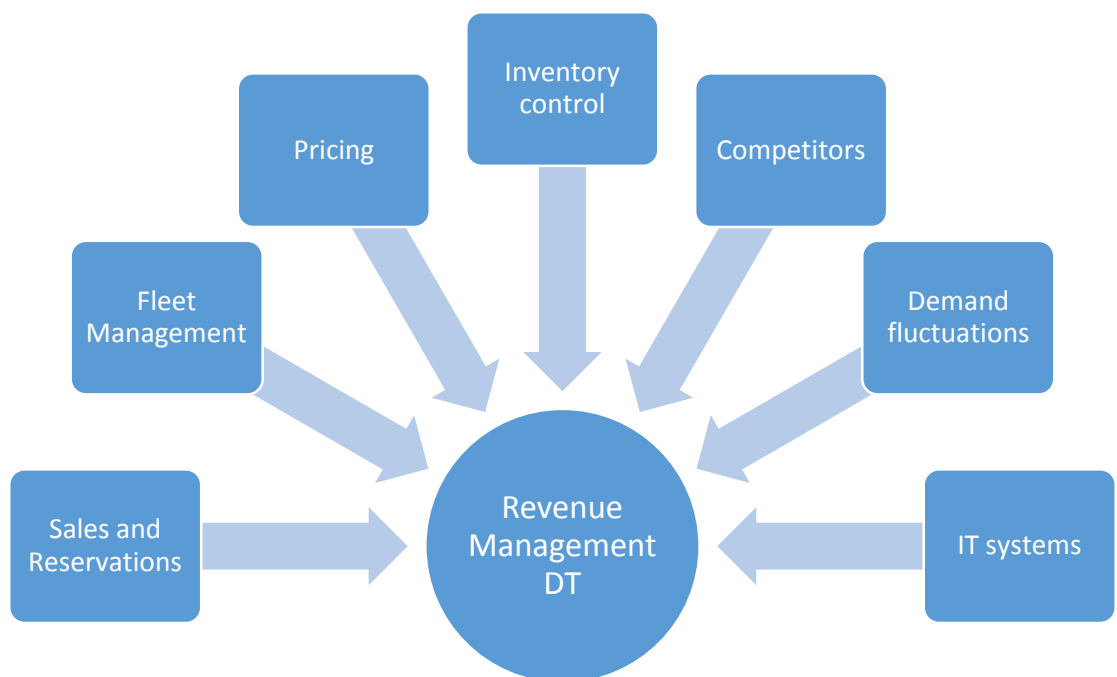 Inventory
control
Pricing
Competitors
Fleet
Management
Demand
fluctuations
Sales and
Reservations
Revenue
Management
DT
IT systems